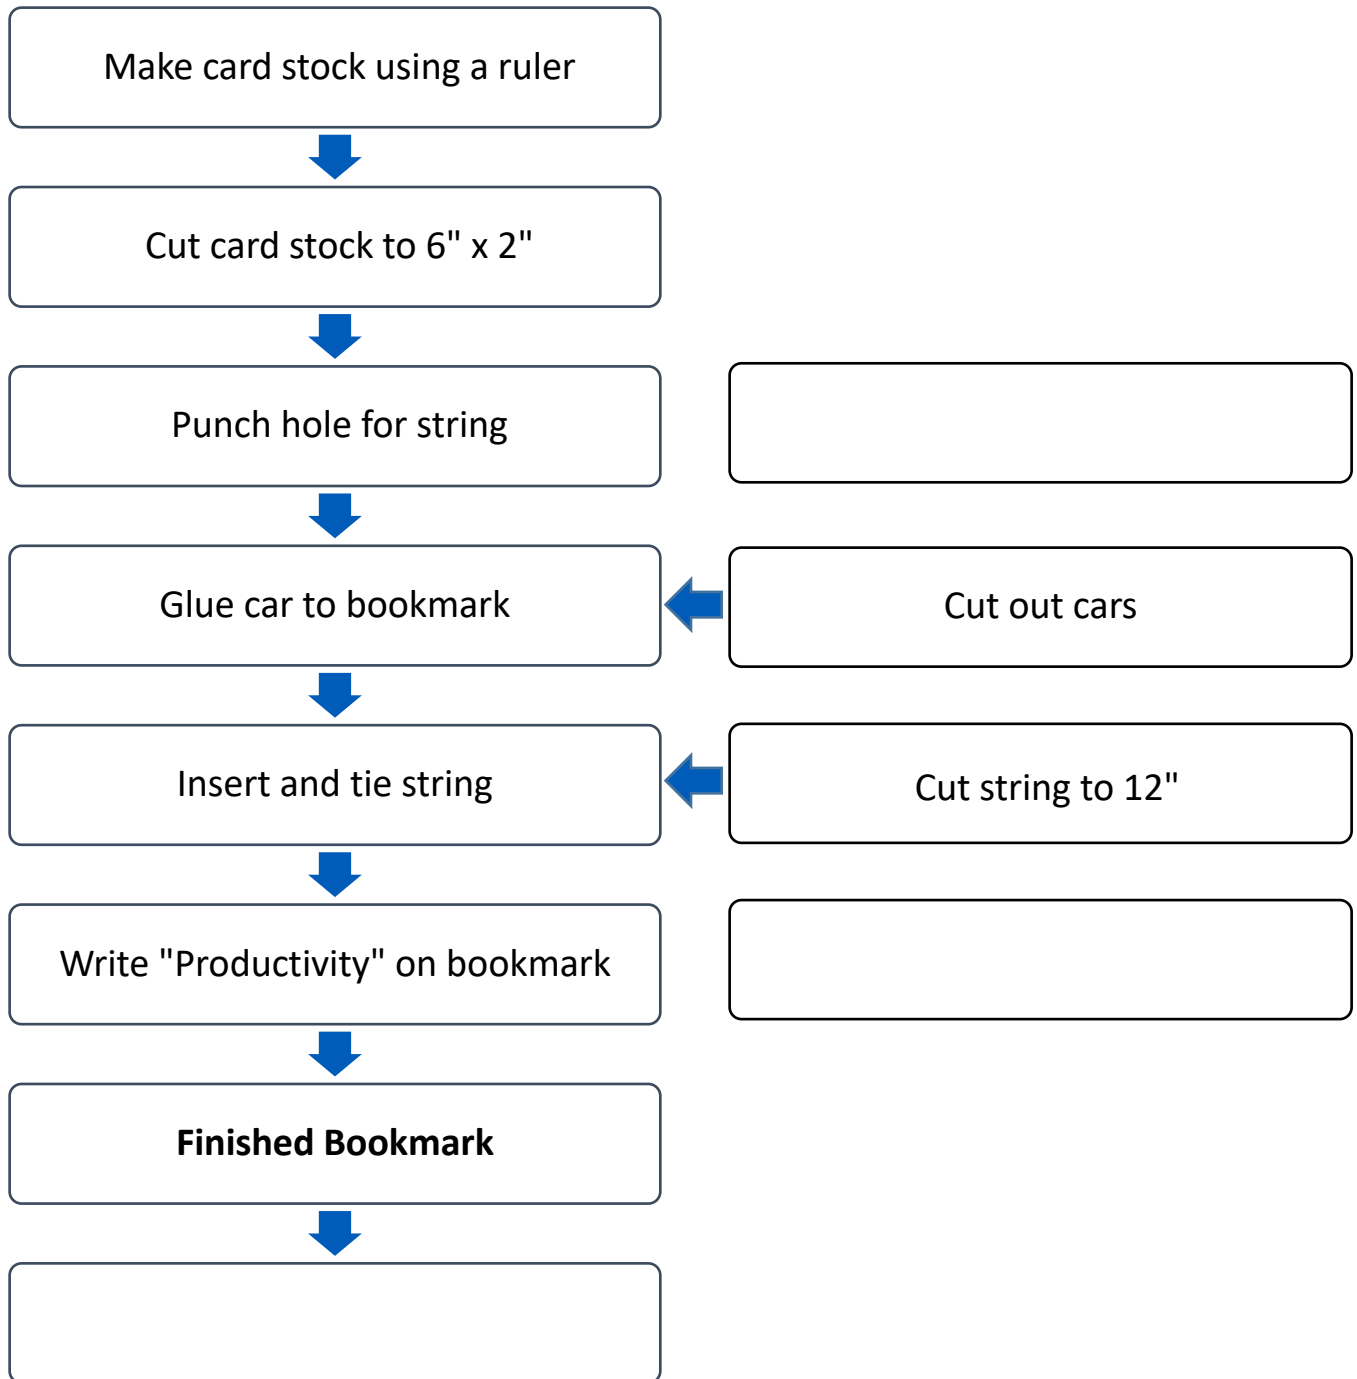 Make card stock using a ruler
Cut card stock to 6" x 2"
Punch hole for string
Glue car to bookmark
Cut out cars
Insert and tie string
Cut string to 12"
Write "Productivity" on bookmark
Finished Bookmark